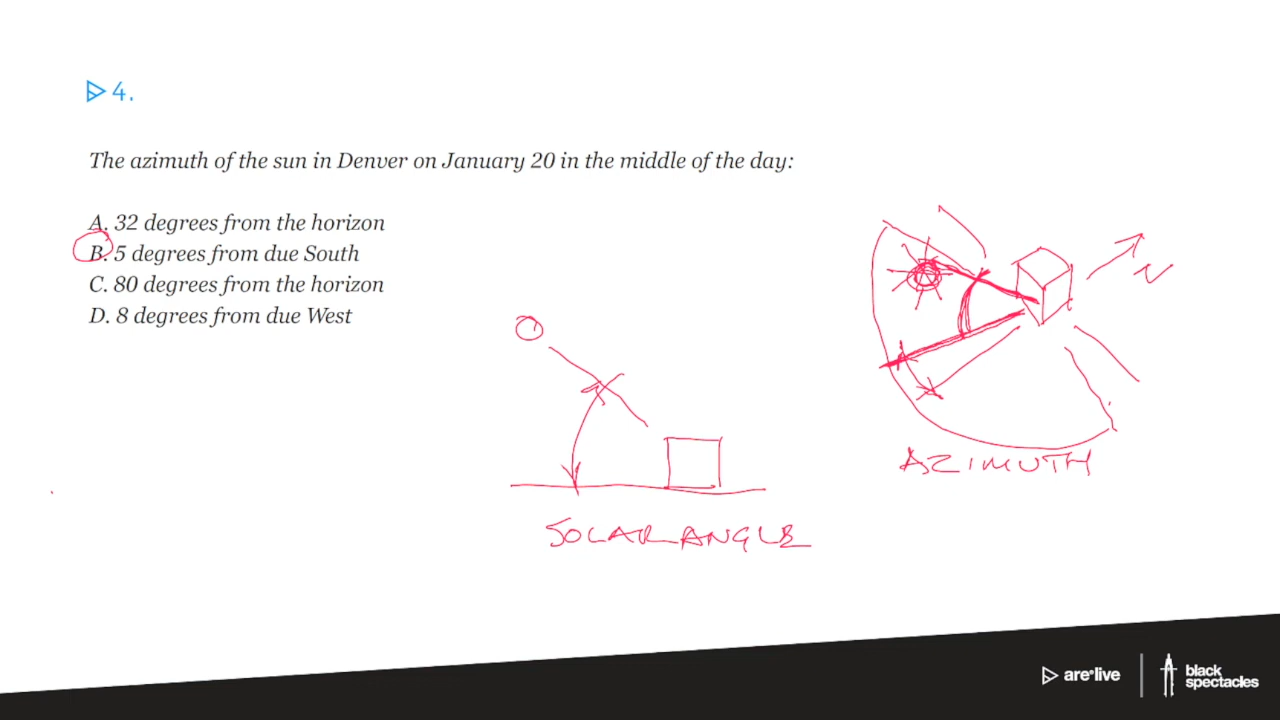 4.
The azimuth of the sun in Denver on January 20 in the middle of the day:
A. 32 degrees from the horizon
B. 5 degrees from due South
C. 80 degrees from the horizon
D. 8 degrees from due West
N
AZIMUTH
SOLAR ANGLE
are live
black
spectacles